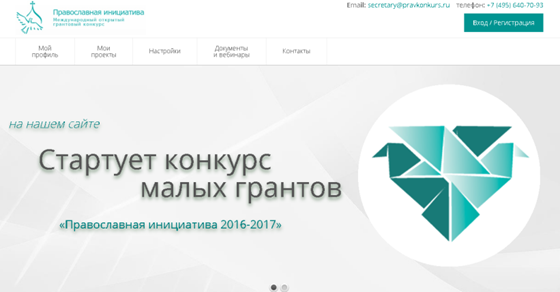 Православная инициатива
Международный открытый
грантовый конкурс
Email: secretary@pravkonkurs.ru телефон: +7 (495) 640-70-93
Вход / Регистрация
Мой
профиль
Мои
проекты
Настройки
Документы
и вебинары
Контакты
на нашем сайте
Стартует конкурс
малых грантов
«Православная инициатива 2016-2017»